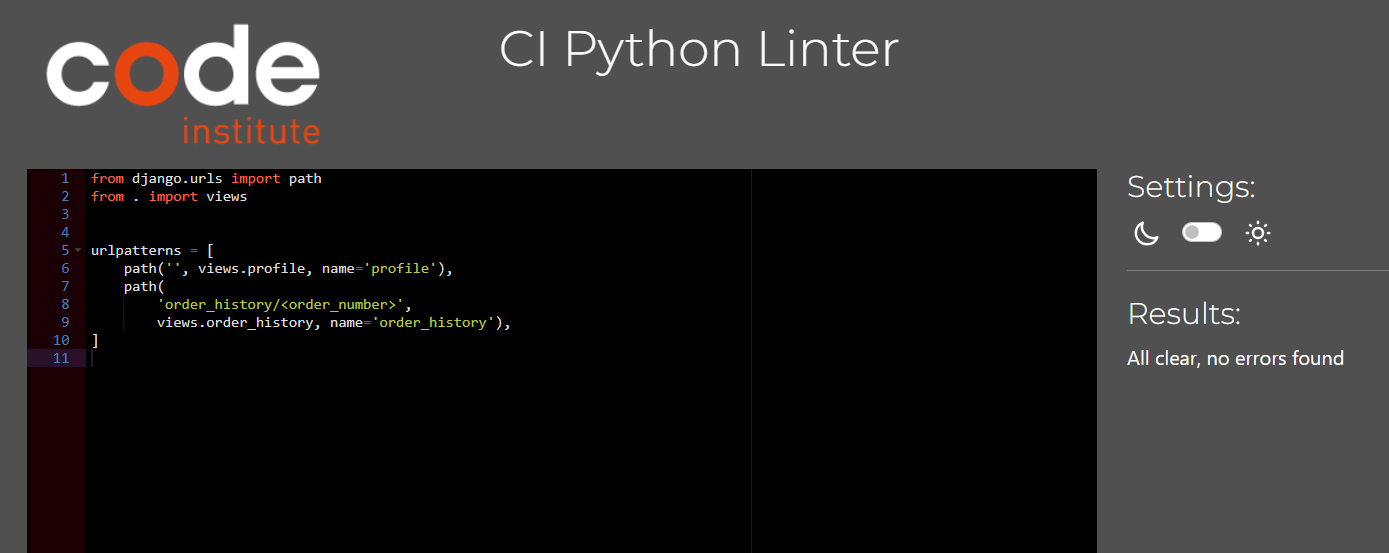 code
institute
CI Python Linter
1 from django.urls import path
2 from . import views
3
4
5 urlpatterns = [
6     path('', views.profile, name='profile'),
7     path(
8         'order_history/<order_number>',
9         views.order_history, name='order_history'),
10 ]
11
Settings:
Results:
All clear, no errors found